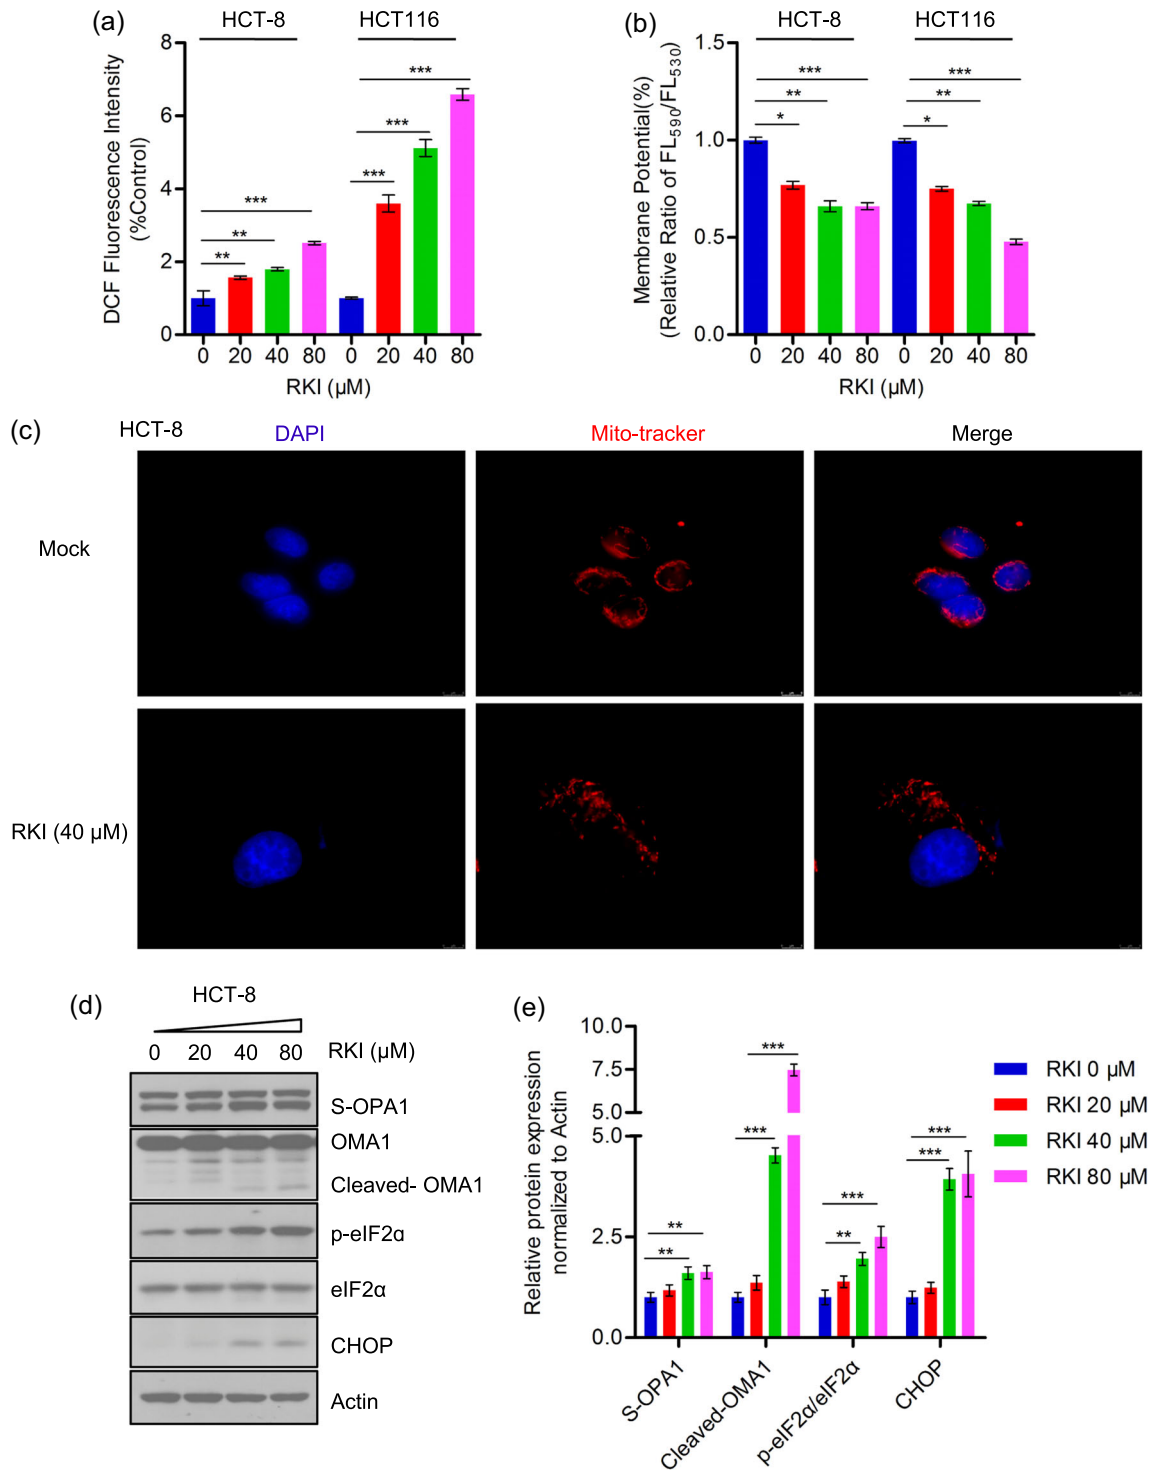 (a)
HCT-8 HCT116
DCF Fluorescence Intensity
(%Control)
8
6
4
2
0
*** *** *** *** ** **
0 20 40 80 0 20 40 80
RKI (µM)
(b)
HCT-8 HCT116
Membrane Potential(%)
(Relative Ratio of FL590/FL530)
1.5
1.0
0.5
0.0
*** ***
** **
* *
0 20 40 80 0 20 40 80
RKI (µM)
(c)
HCT-8 DAPI Mito-tracker Merge
Mock
RKI (40 µM)
(d)
HCT-8
0 20 40 80 RKI (µM)
S-OPA1
OMA1
Cleaved- OMA1
p-eIF2α
eIF2α
CHOP
Actin
(e)
Relative protein expression
normalized to Actin
10.0
7.5
5.0
5.0
2.5
0.0
** ** *** *** ** *** *** ***
S-OPA1
Cleaved-OMA1
p-eIF2α/eIF2α
CHOP
RKI 0 µM
RKI 20 µM
RKI 40 µM
RKI 80 µM